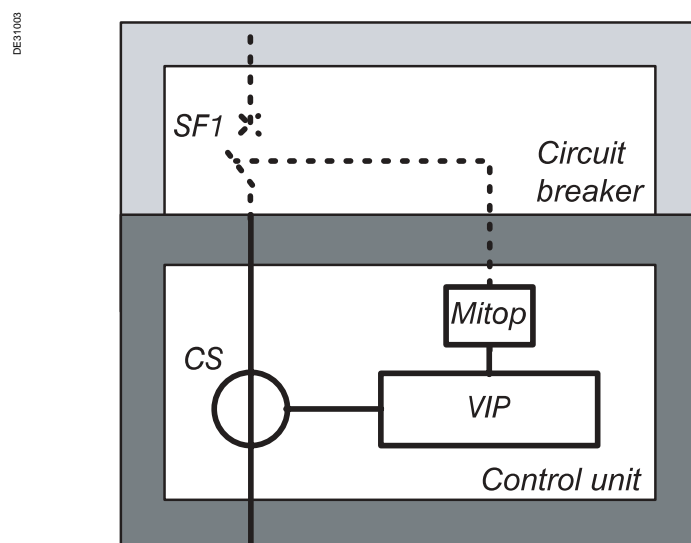 DE31003
SF1
Circuit
breaker
Mitop
CS
VIP
Control unit